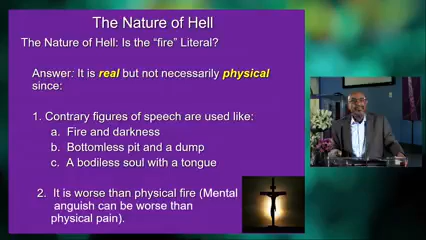 The Nature of Hell
The Nature of Hell: Is the “fire” Literal?
Answer: It is real but not necessarily physical
since:
1. Contrary figures of speech are used like:
a. Fire and darkness
b. Bottomless pit and a dump
c. A bodiless soul with a tongue
2. It is worse than physical fire (Mental
anguish can be worse than
physical pain).